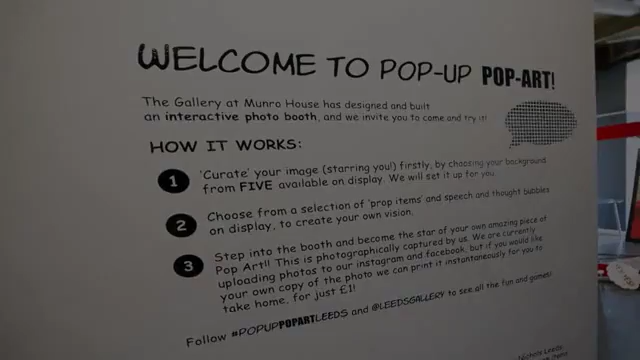 WELCOME TO POP-UP POP-ART!
The Gallery at Munro House has designed and built
an interactive photo booth, and we invite you to come and try it!
HOW IT WORKS:
1 'Curate' your image (starring you!) firstly, by choosing your background
from FIVE available on display. We will set it up for you.
2 Choose from a selection of 'prop items' and speech and thought bubbles
on display, to create your own vision.
3 Step into the booth and become the star of your own amazing piece of
Pop Art!! This is photographically captured by us. We are currently
uploading photos to our instagram and facebook, but if you would like
your own copy of the photo we can print it instantaneously for you to
take home, for just £1!
Follow #POPUPPOPARTLEEDS and @LEEDSGALLERY to see all the fun and games!